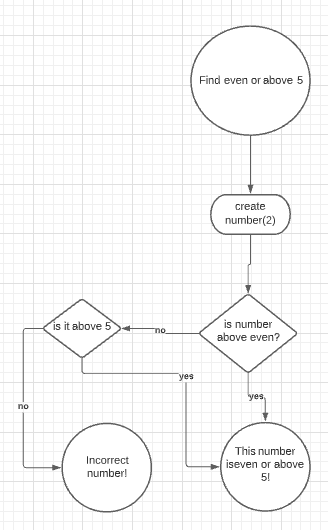 Find even or above 5
create
number(2)
is number
above even?
no
is it above 5
yes
yes
no
Incorrect
number!
This number
iseven or above
5!